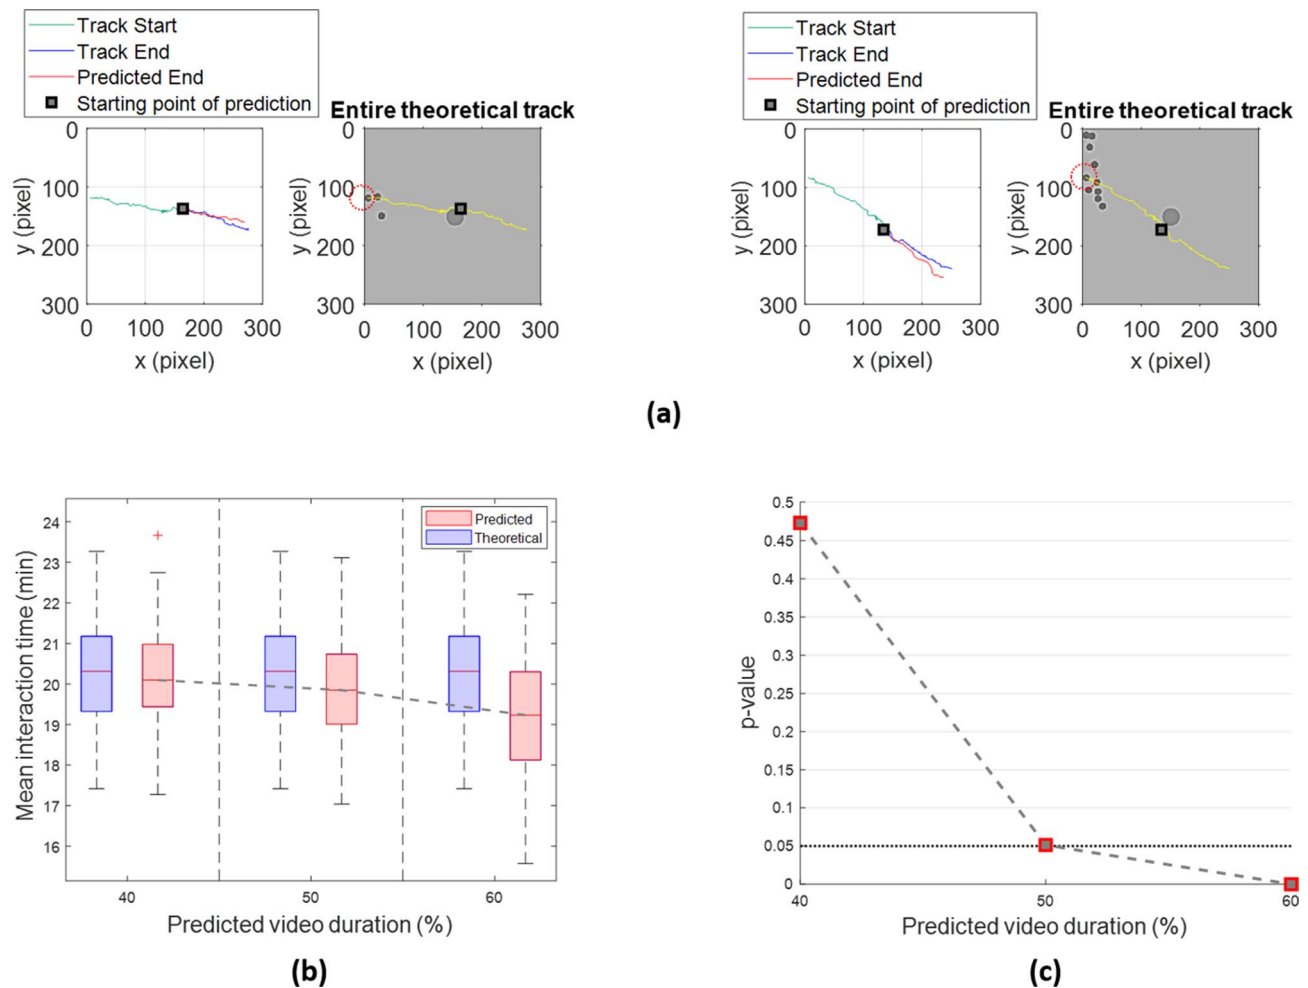 Track Start
Track End
Predicted End
Starting point of prediction
Entire theoretical track
0
100
200
300
y (pixel)
0 100 200 300
x (pixel)
0
100
200
300
y (pixel)
0 100 200 300
x (pixel)
Track Start
Track End
Predicted End
Starting point of prediction
Entire theoretical track
0
100
200
300
y (pixel)
0 100 200 300
x (pixel)
0
100
200
300
y (pixel)
0 100 200 300
x (pixel)
(a)
Mean interaction time (min)
24
23
22
21
20
19
18
17
16
Predicted
Theoretical
40 50 60
Predicted video duration (%)
(b)
p-value
0.5
0.45
0.4
0.35
0.3
0.25
0.2
0.15
0.1
0.05
0
40 50 60
Predicted video duration (%)
(c)